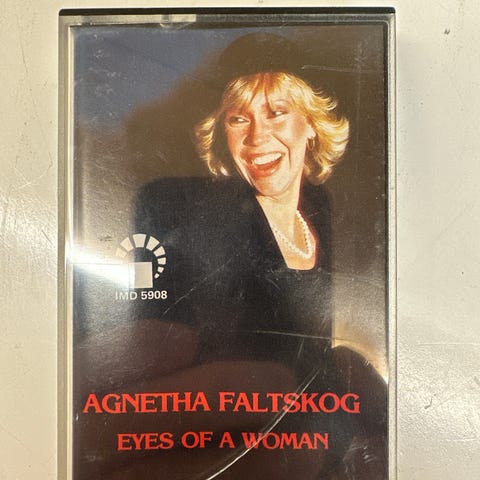 IMD 5908
AGNETHA FALTSKOG
EYES OF A WOMAN